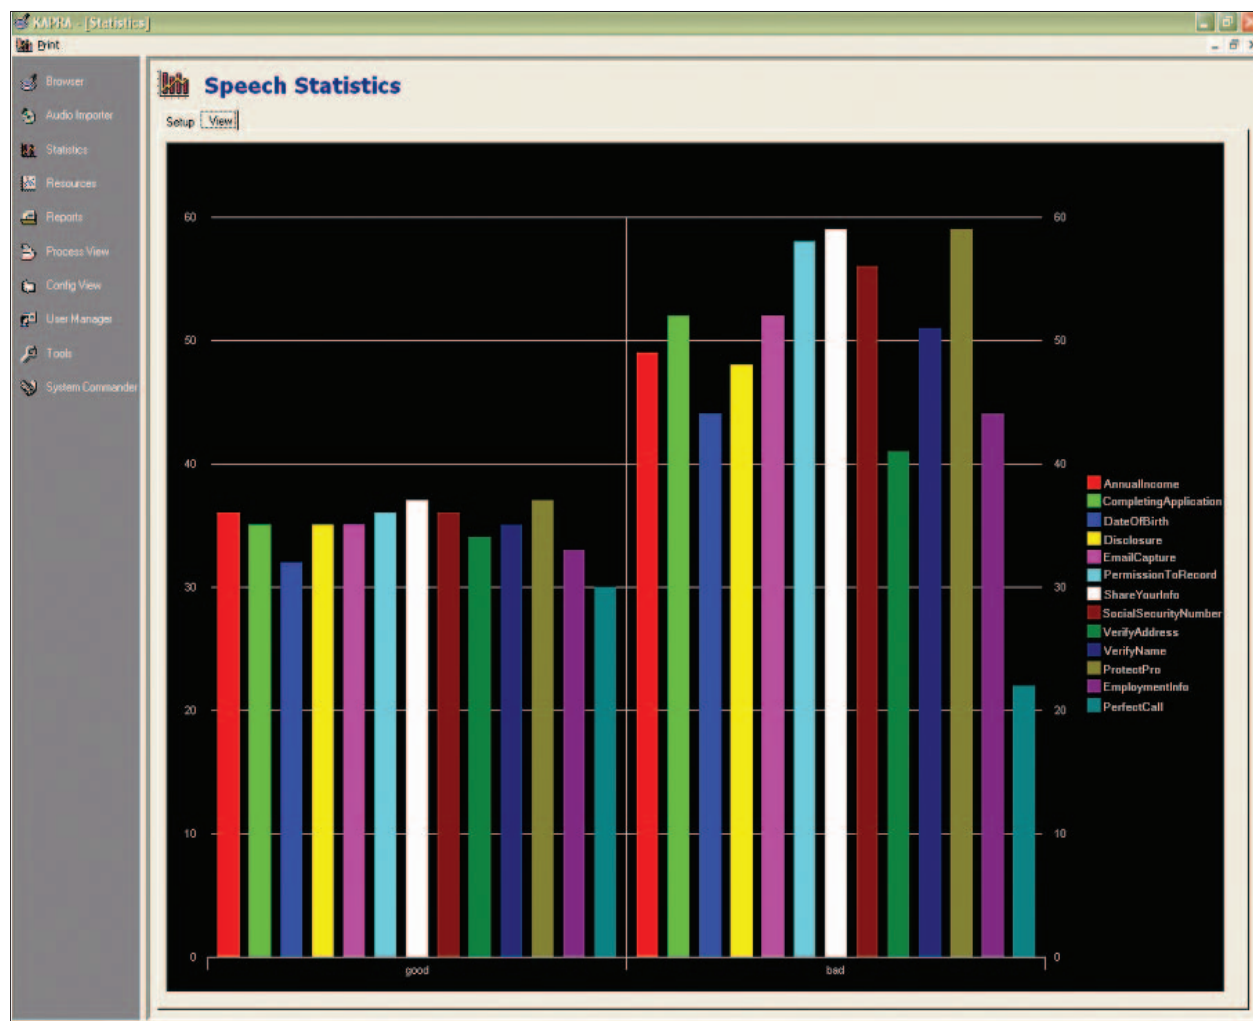 KAPRA - [Statistics]
Print
Browser
Audio Importer
Statistics
Resources
Reports
Process View
Config View
User Manager
Tools
System Commander
Speech Statistics
Setup View
60 60
50 50
40 40
30 30
20 20
10 10
0 0
good bad
AnnualIncome
CompletingApplication
DateOfBirth
Disclosure
EmailCapture
PermissionToRecord
ShareYourInfo
SocialSecurityNumber
VerifyAddress
VerifyName
ProtectPro
EmploymentInfo
PerfectCall